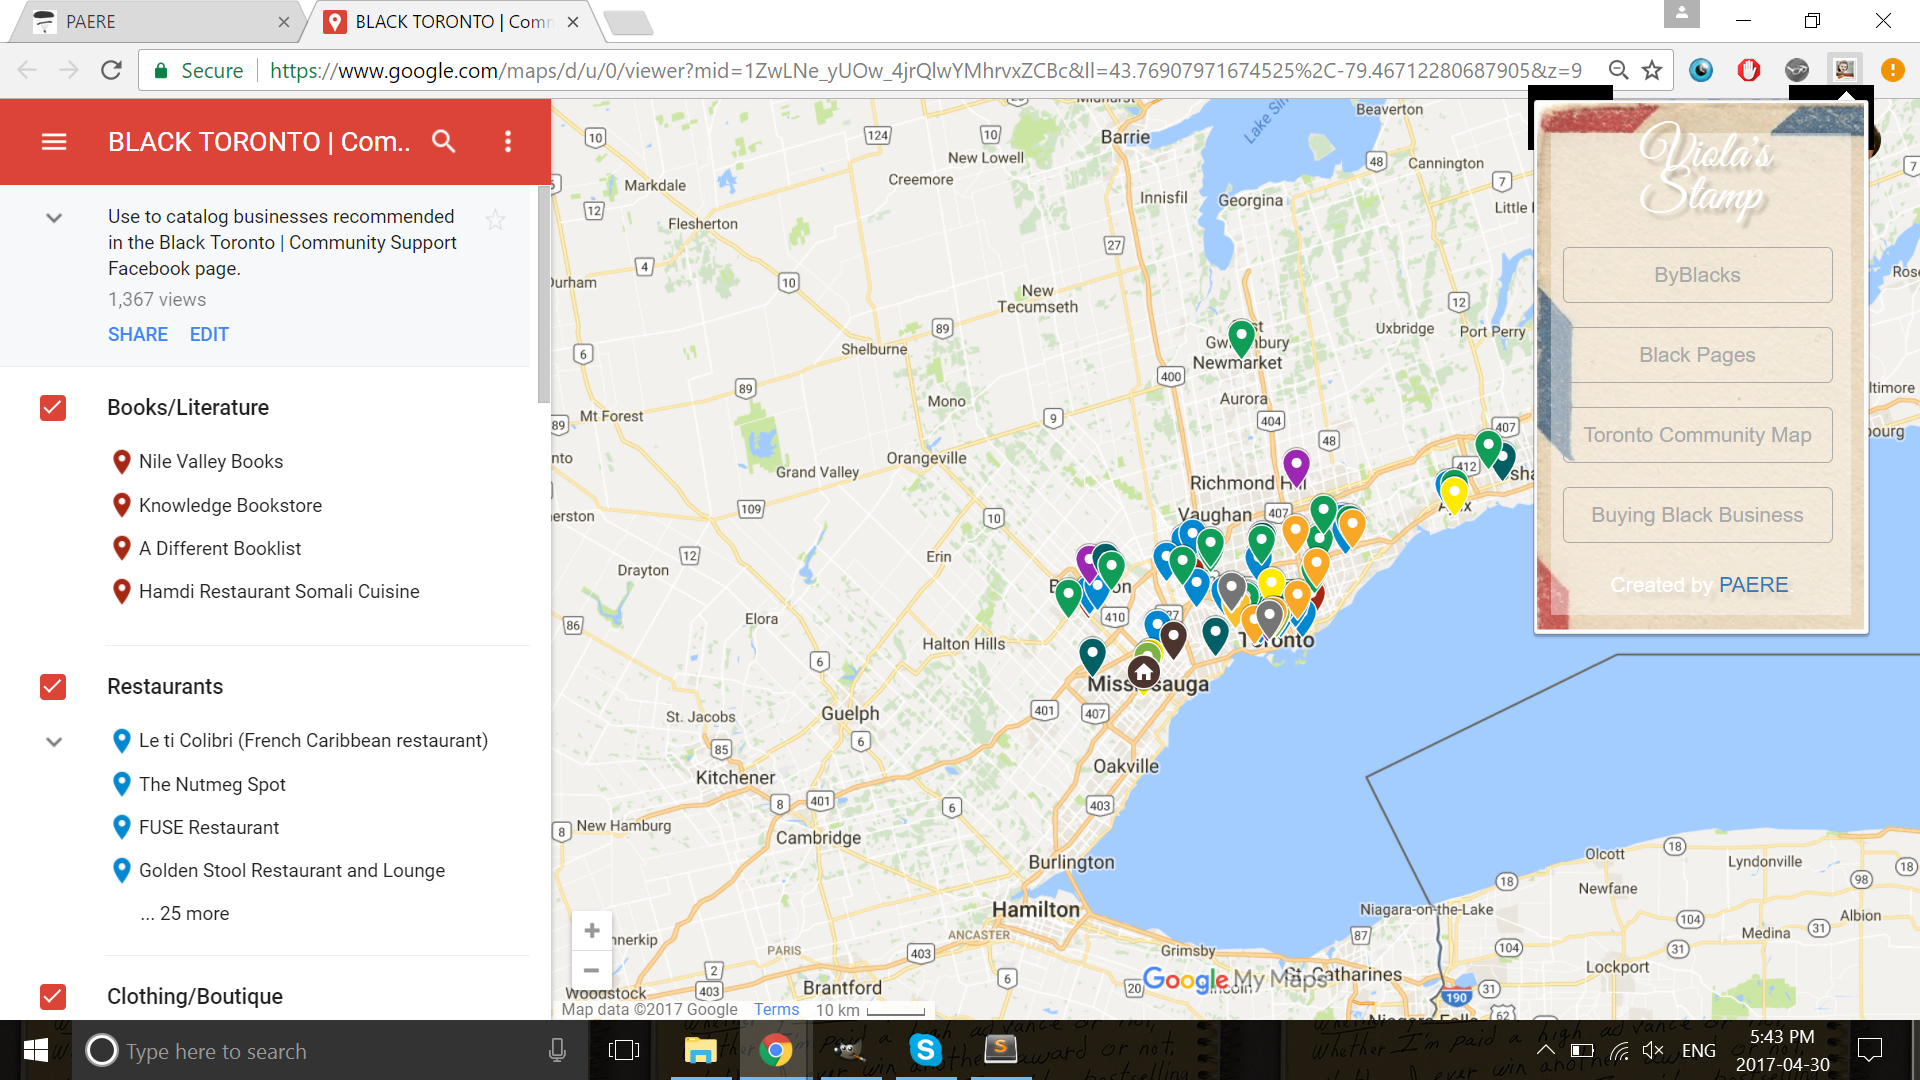 PAERE
BLACK TORONTO | Comm
Secure
https://www.google.com/maps/d/u/0/viewer?mid=1ZwLNe_yUOw_4jrQlwYMhrvxZCBc&ll=43.76907971674525%2C-79.46712280687905&z=9
BLACK TORONTO | Com..
Use to catalog businesses recommended
in the Black Toronto | Community Support
Facebook page.
1,367 views
SHARE EDIT
Books/Literature
Nile Valley Books
Knowledge Bookstore
A Different Booklist
Hamdi Restaurant Somali Cuisine
Restaurants
Le ti Colibri (French Caribbean restaurant)
The Nutmeg Spot
FUSE Restaurant
Golden Stool Restaurant and Lounge
... 25 more
Clothing/Boutique
Viola's
Stamp
ByBlacks
Black Pages
Toronto Community Map
Buying Black Business
Created by PAERE
Barrie
Beaverton
New Lowell
Creemore
Cannington
Markdale
Innisfil
Georgina
Flesherton
New
Tecumseth
Uxbridge
Port Perry
Shelburne
Newmarket
Aurora
Mono
Mt Forest
Grand Valley
Orangeville
Richmond Hill
Vaughan
Erin
Drayton
Elora
Halton Hills
Toronto
Mississauga
St. Jacobs
Guelph
Oakville
Kitchener
New Hamburg
Cambridge
Burlington
Olcott
Lyndonville
Newfane
Hamilton
Niagara-on-the-Lake
Albion
ANCASTER
Medina
PARIS
Grimsby
Lockport
St. Catharines
Woodstock
Brantford
Google My Maps
Map data ©2017 Google Terms 10 km
Type here to search
ENG
5:43 PM
2017-04-30